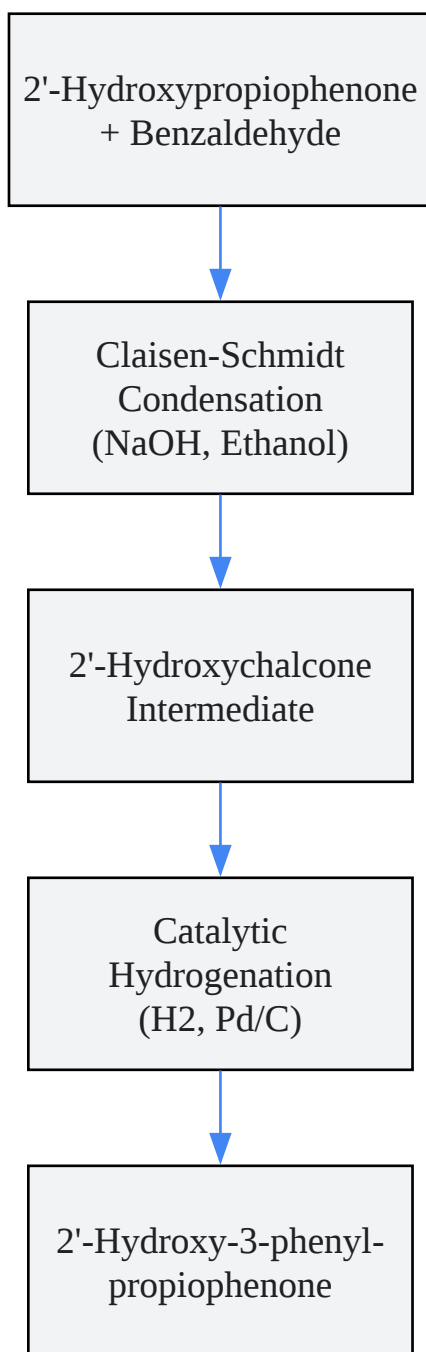 2'-Hydroxypropiophenone
+ Benzaldehyde
Claisen-Schmidt
Condensation
(NaOH, Ethanol)
2'-Hydroxychalcone
Intermediate
Catalytic
Hydrogenation
(H2, Pd/C)
2'-Hydroxy-3-phenyl-
propiophenone